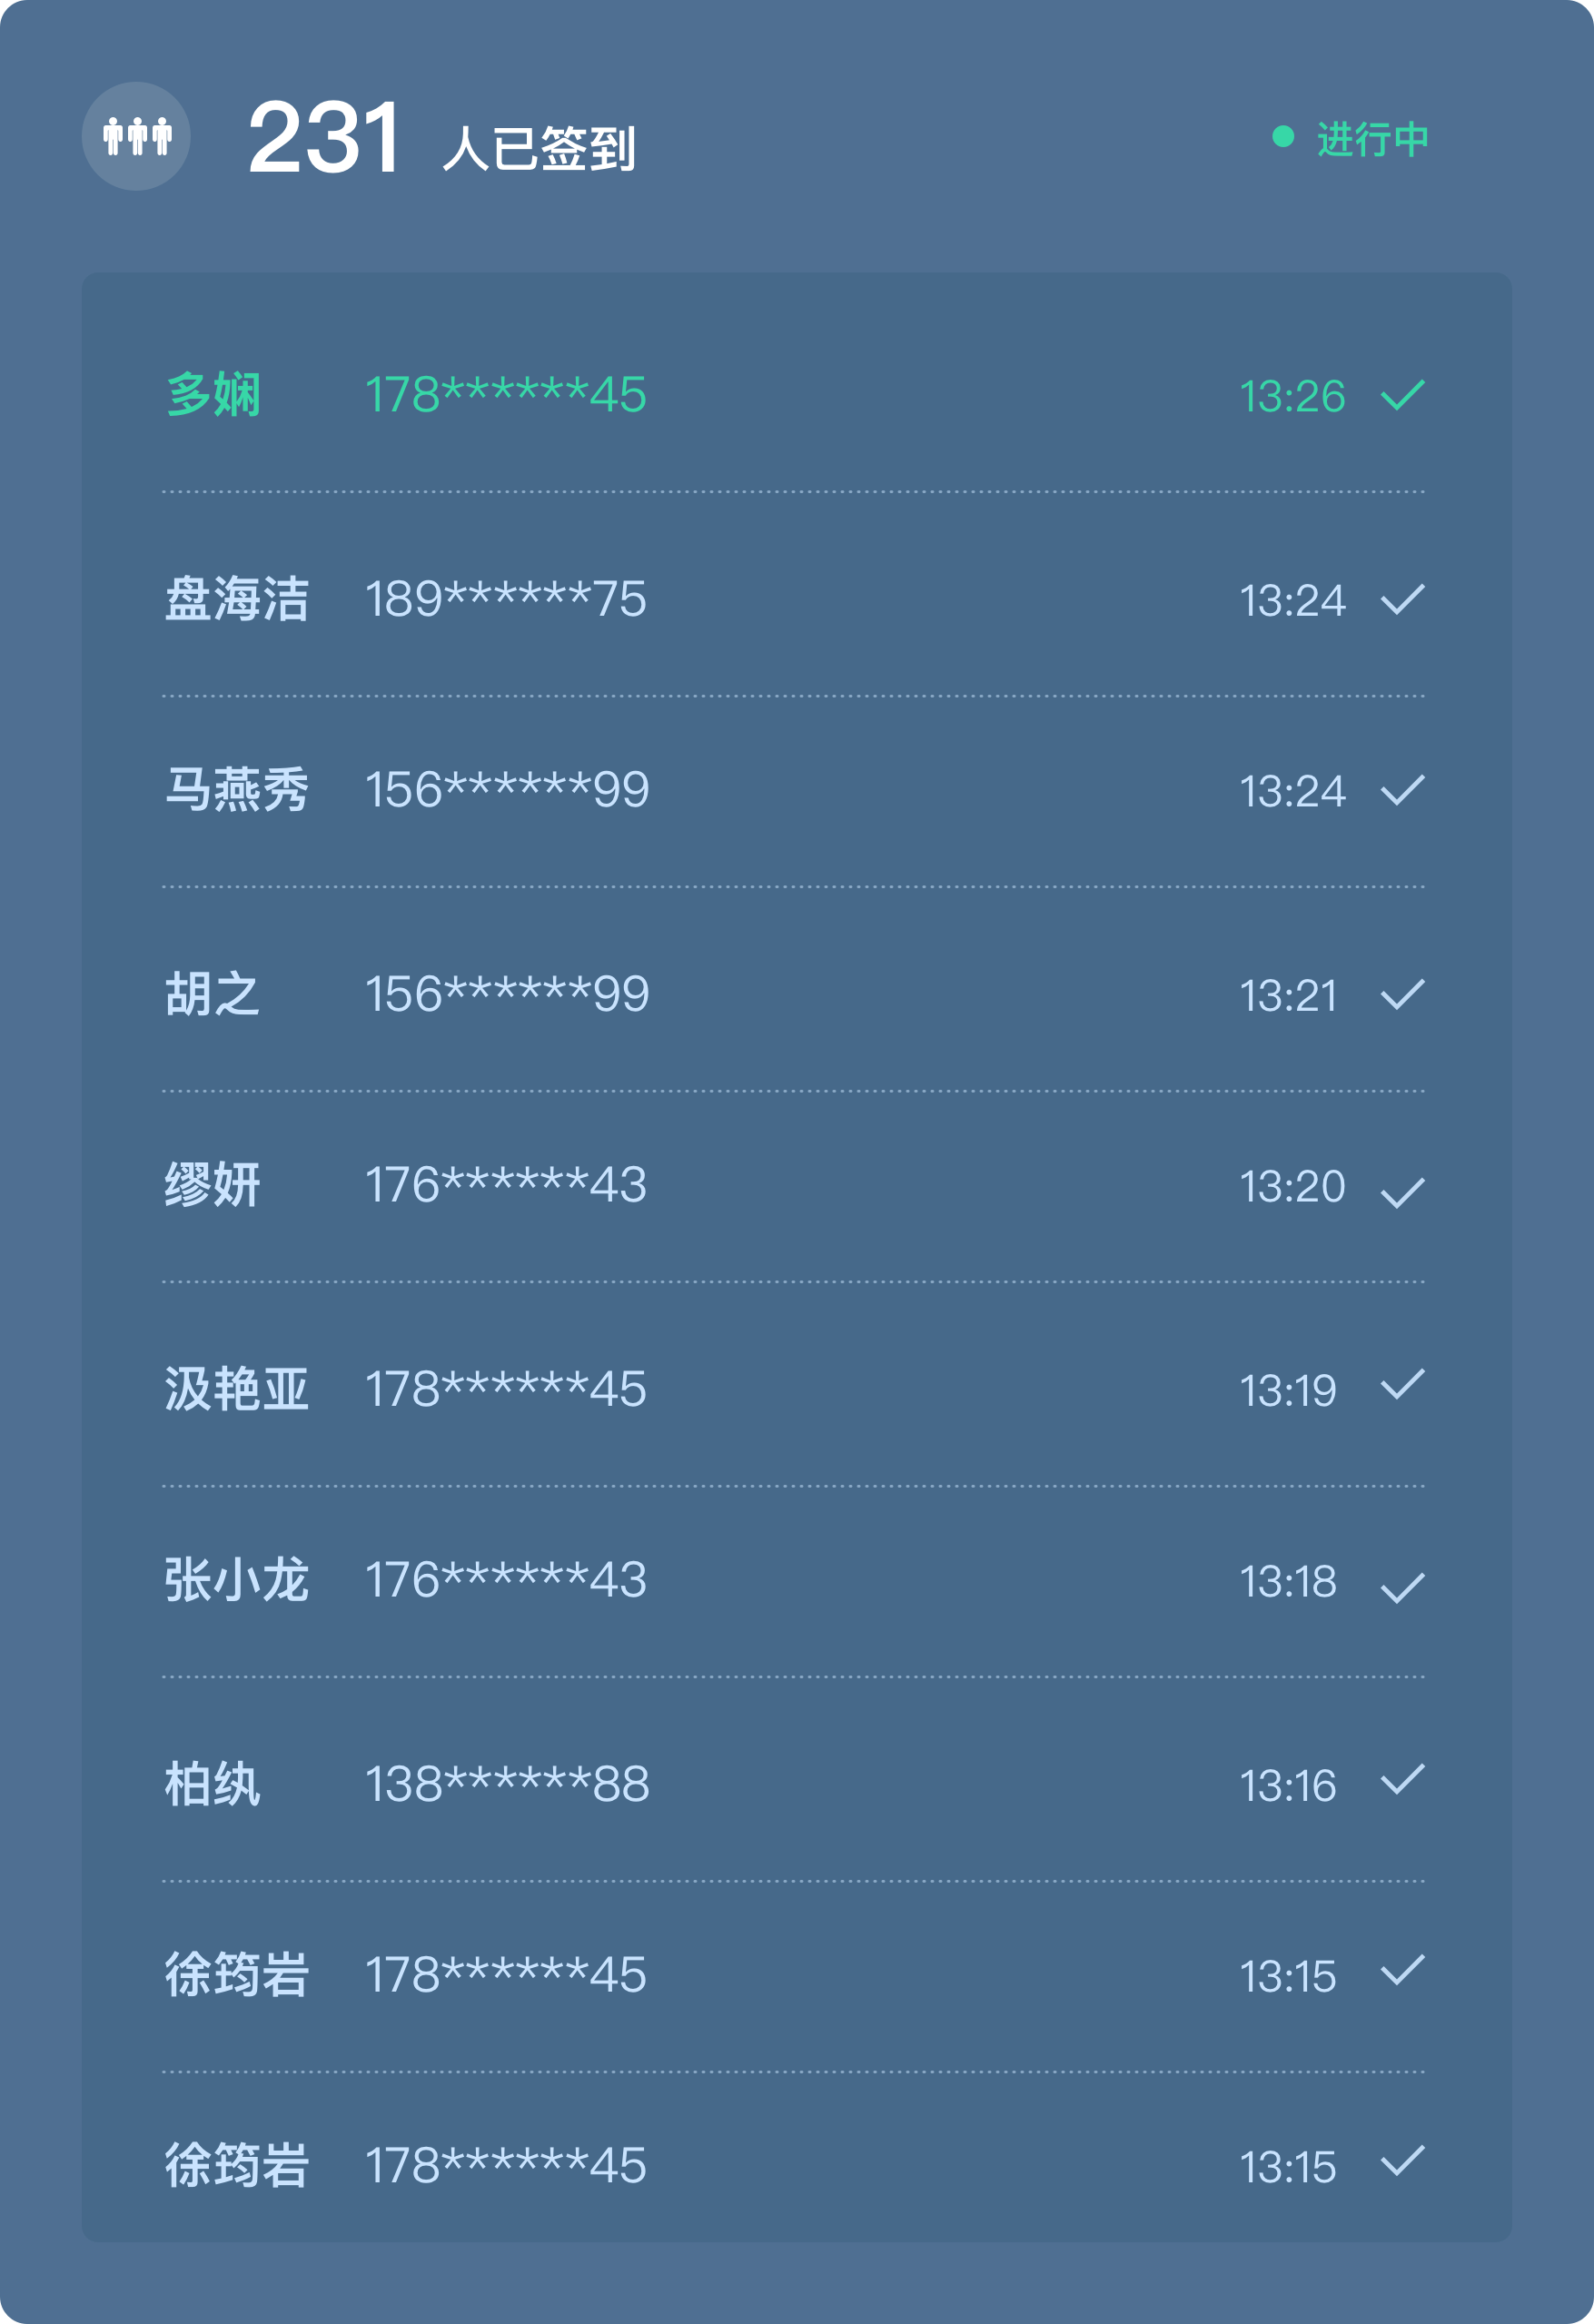 231 人已签到
进行中
多娴 178******45 13:26
盘海洁 189******75 13:24
马燕秀 156******99 13:24
胡之 156******99 13:21
缪妍 176******43 13:20
汲艳亚 178******45 13:19
张小龙 176******43 13:18
柏纨 138******88 13:16
徐筠岩 178******45 13:15
徐筠岩 178******45 13:15